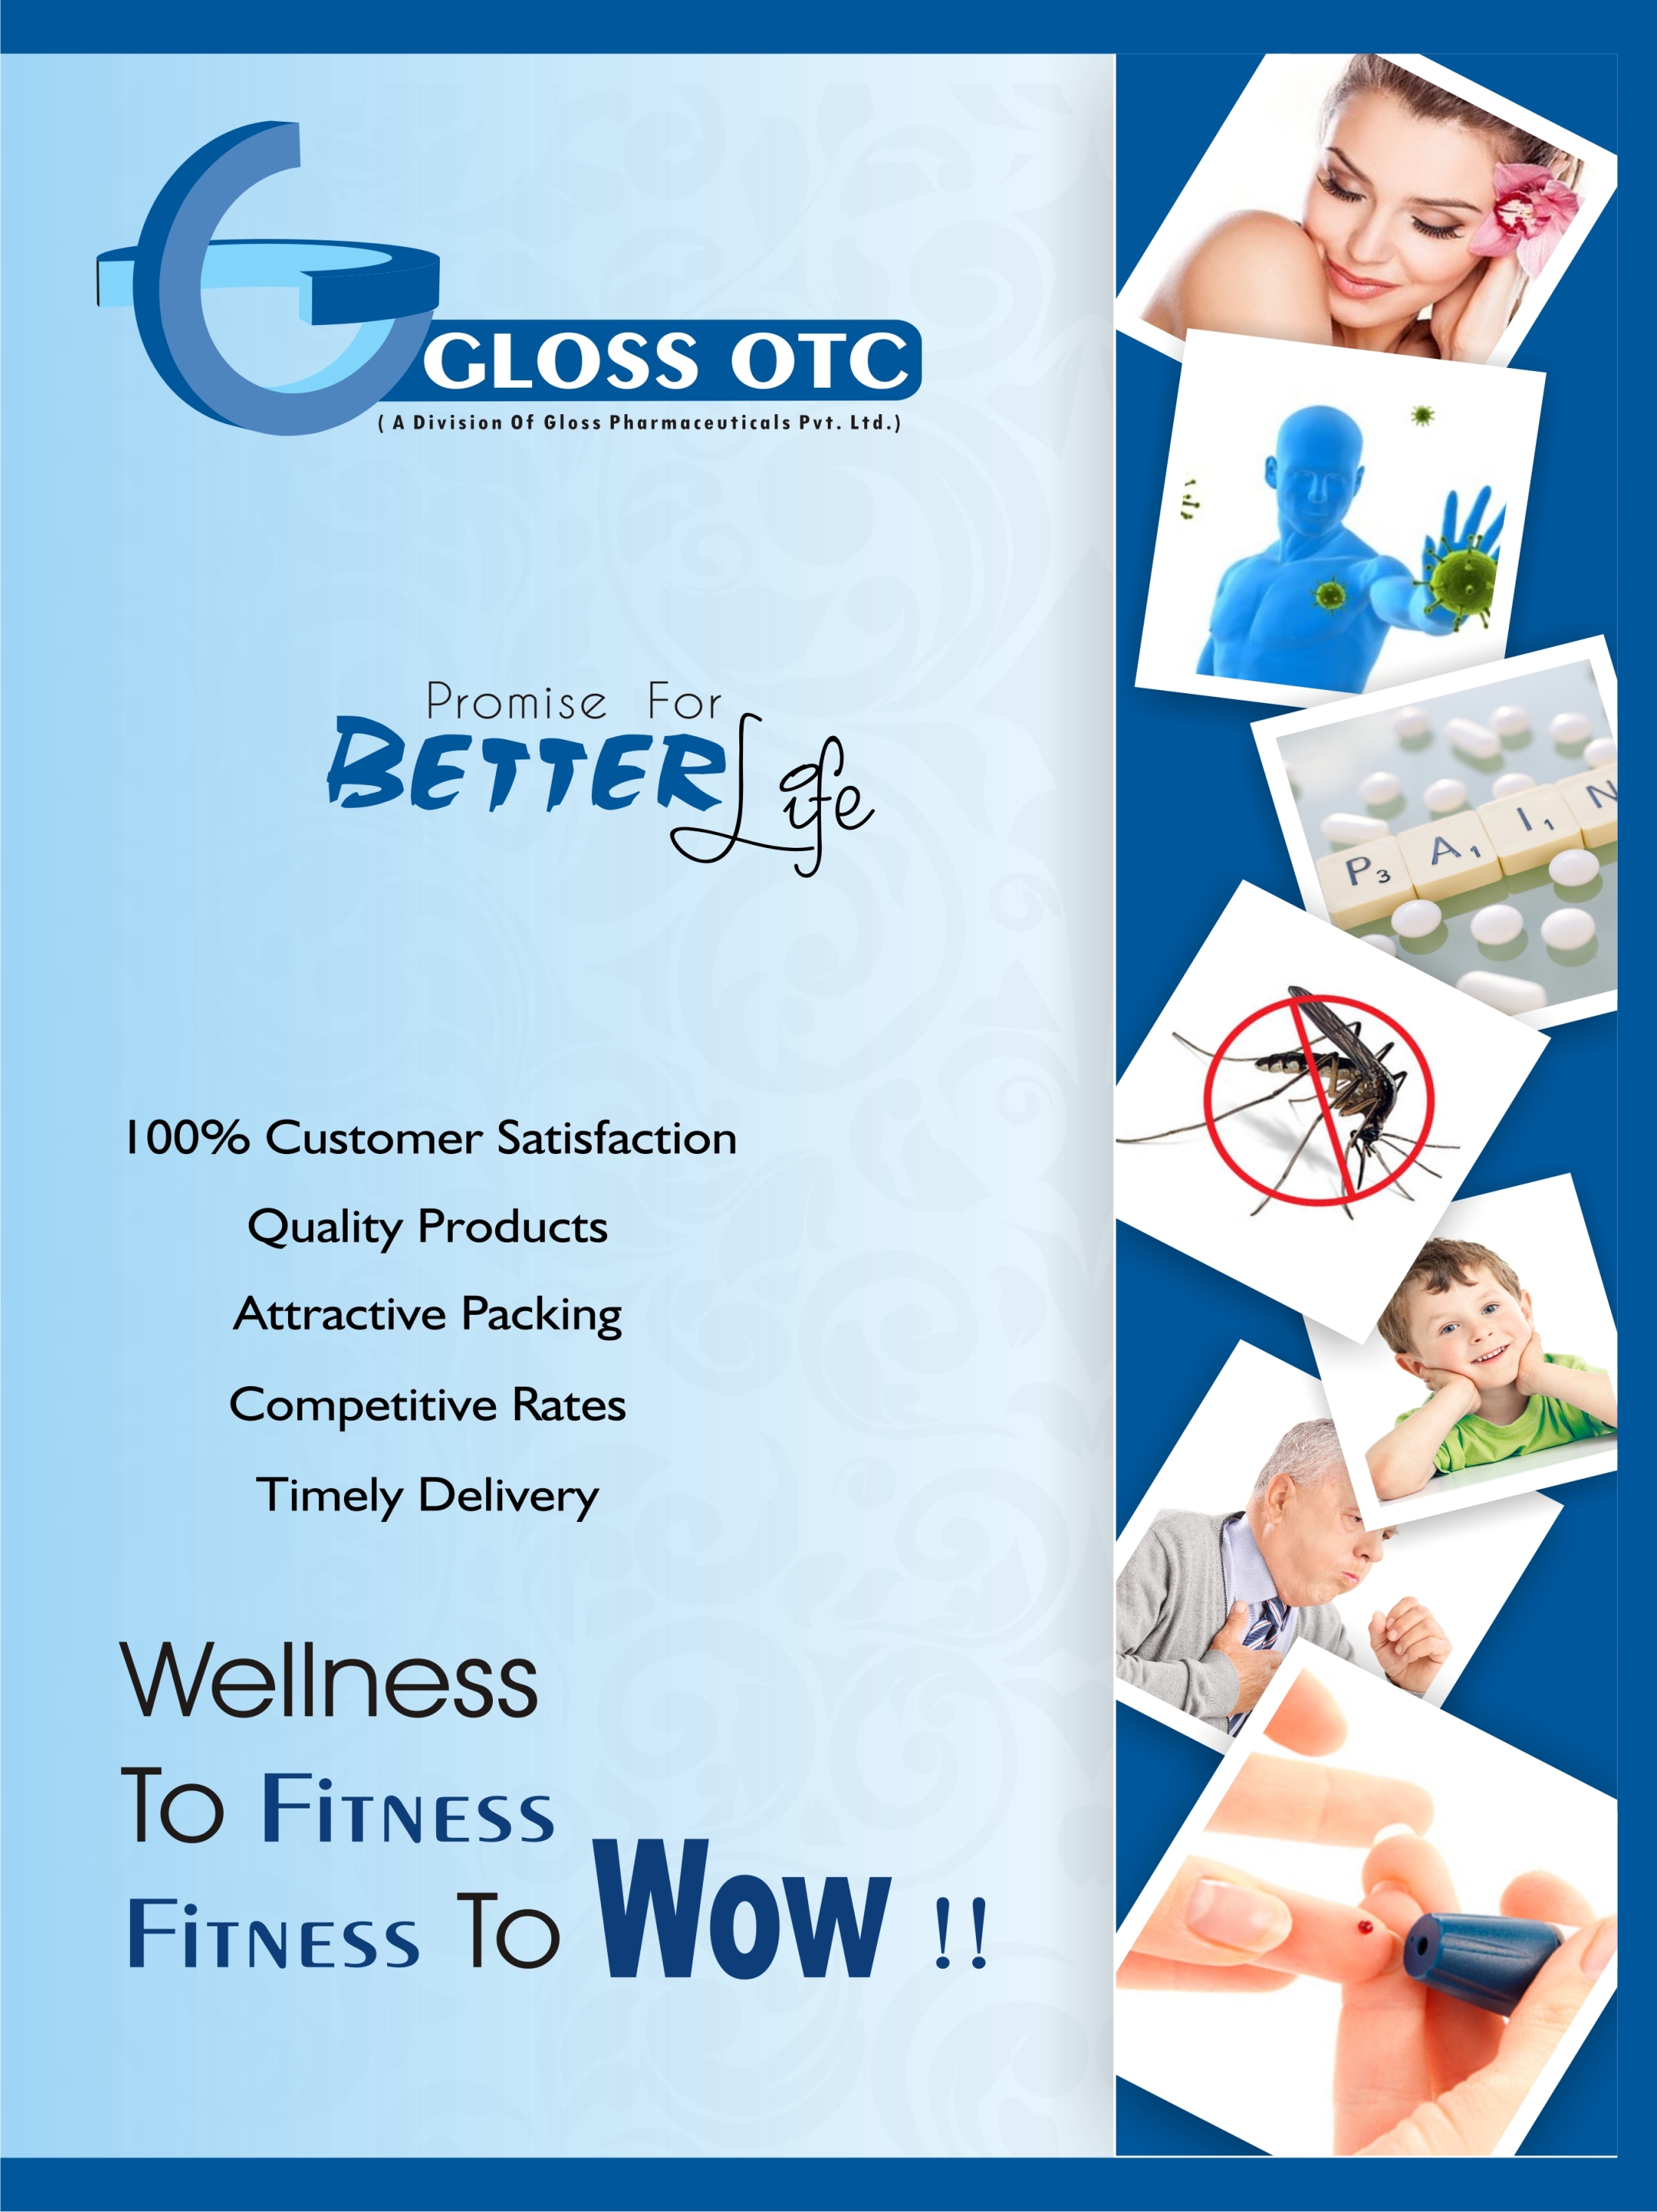 GLOSS OTC
( A Division Of Gloss Pharmaceuticals Pvt. Ltd.)
Promise For
BETTER Life
100% Customer Satisfaction
Quality Products
Attractive Packing
Competitive Rates
Timely Delivery
Wellness
To FiTNESS
FiTNESS To Wow !!
P3 A1 I1 N